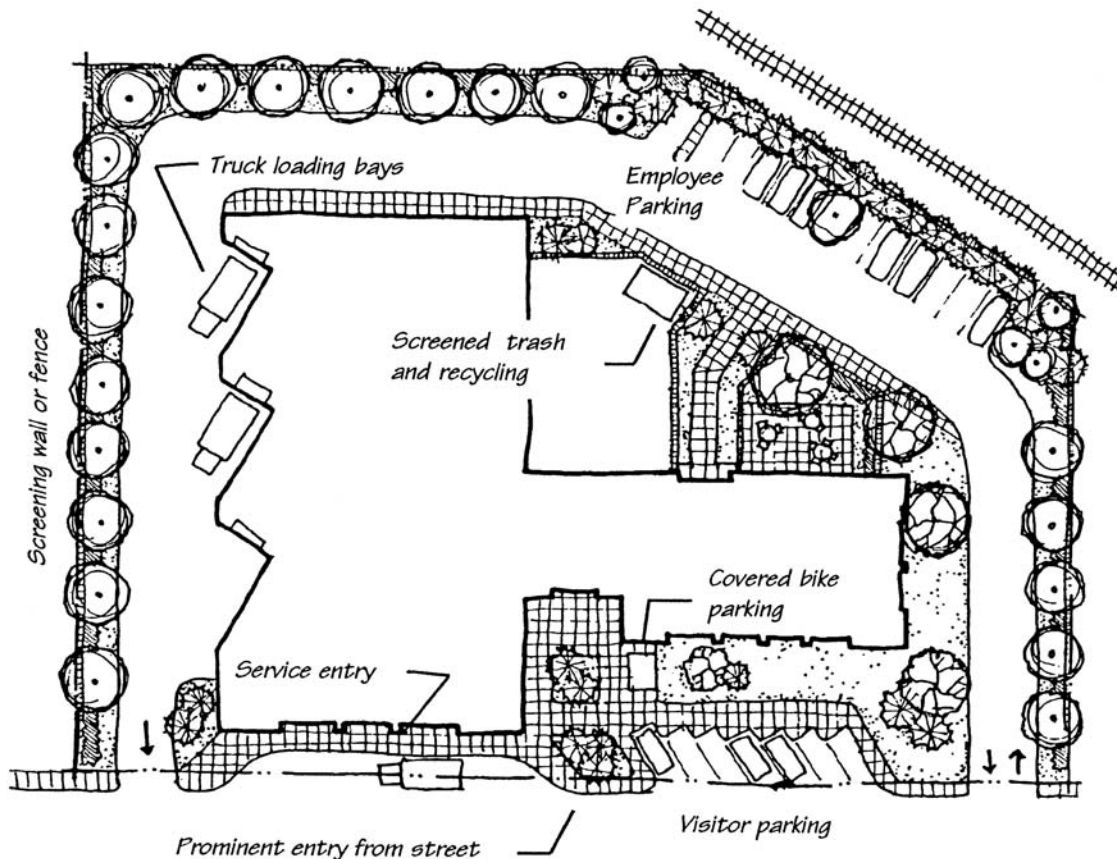 Truck loading bays
Employee
Parking
Screened trash
and recycling
Screening wall or fence
Covered bike
parking
Service entry
Visitor parking
Prominent entry from street